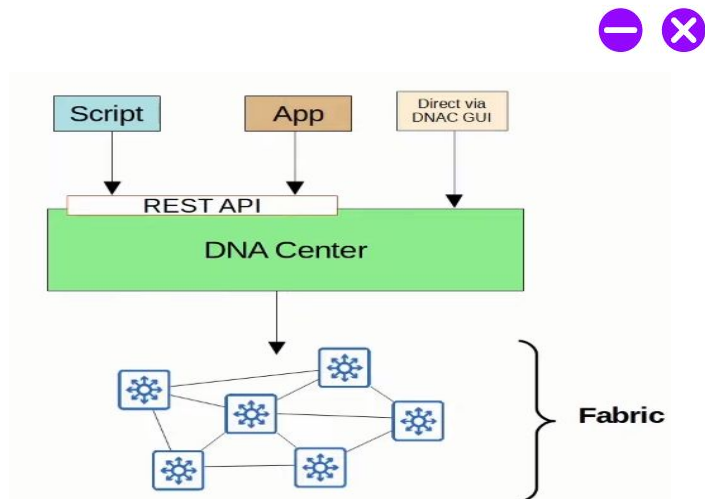 Script
App
Direct via
DNAC GUI
REST API
DNA Center
Fabric